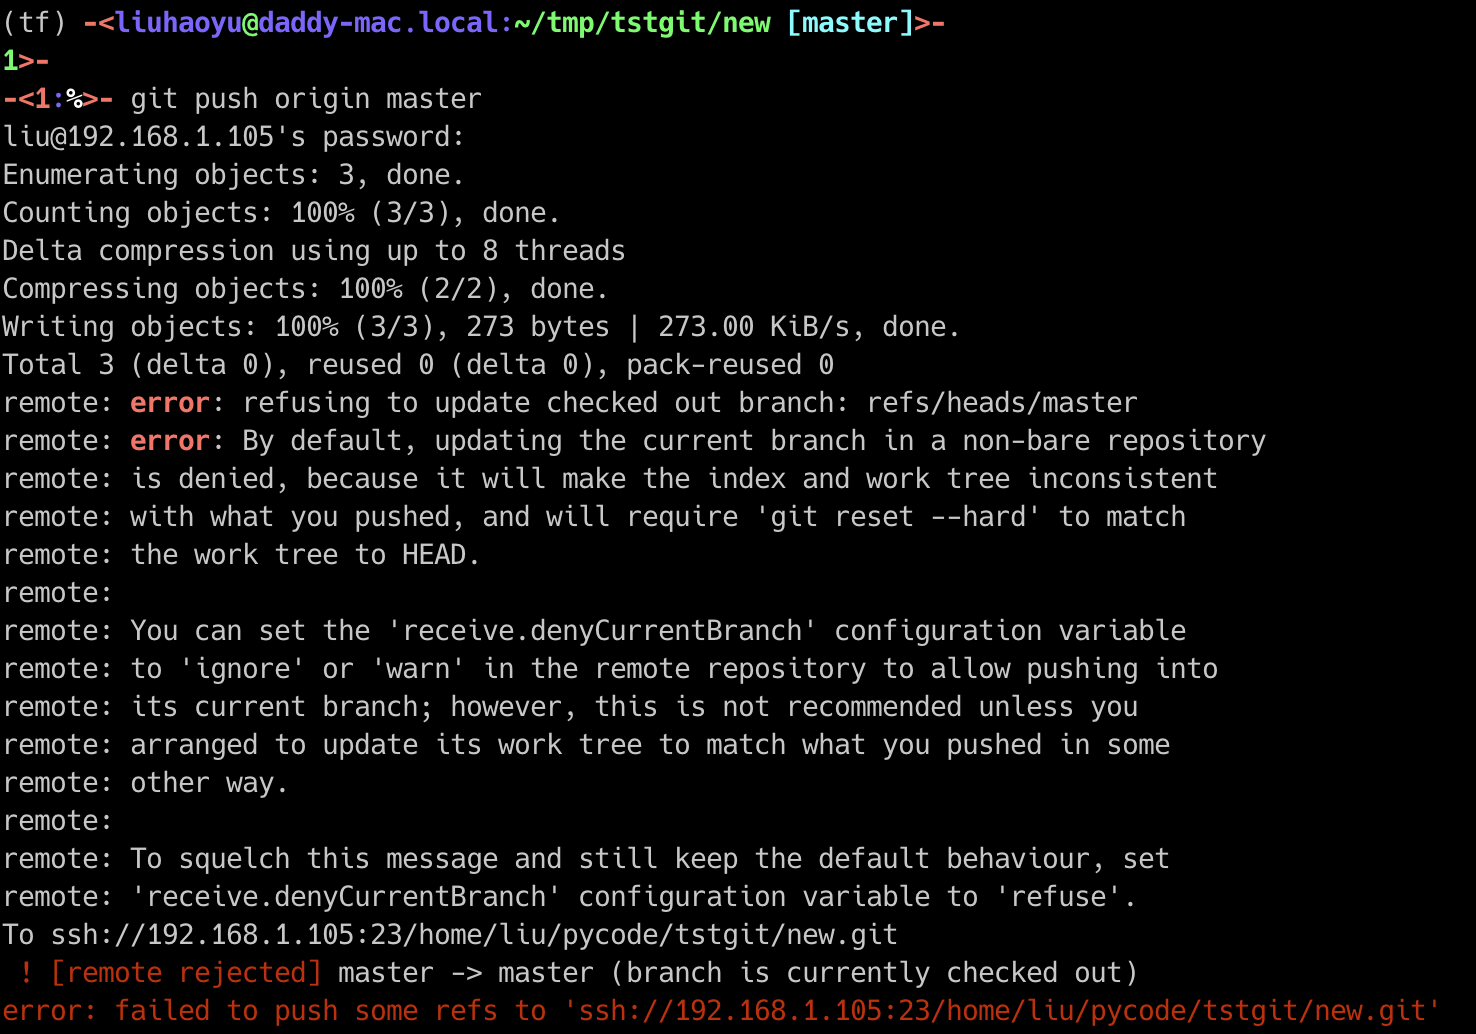 (tf) -<liuhaoyu@daddy-mac.local:~/tmp/tstgit/new [master]>-
1>-
-<1:%>- git push origin master
liu@192.168.1.105's password:
Enumerating objects: 3, done.
Counting objects: 100% (3/3), done.
Delta compression using up to 8 threads
Compressing objects: 100% (2/2), done.
Writing objects: 100% (3/3), 273 bytes | 273.00 KiB/s, done.
Total 3 (delta 0), reused 0 (delta 0), pack-reused 0
remote: error: refusing to update checked out branch: refs/heads/master
remote: error: By default, updating the current branch in a non-bare repository
remote: is denied, because it will make the index and work tree inconsistent
remote: with what you pushed, and will require 'git reset --hard' to match
remote: the work tree to HEAD.
remote:
remote: You can set the 'receive.denyCurrentBranch' configuration variable
remote: to 'ignore' or 'warn' in the remote repository to allow pushing into
remote: its current branch; however, this is not recommended unless you
remote: arranged to update its work tree to match what you pushed in some
remote: other way.
remote:
remote: To squelch this message and still keep the default behaviour, set
remote: 'receive.denyCurrentBranch' configuration variable to 'refuse'.
To ssh://192.168.1.105:23/home/liu/pycode/tstgit/new.git
 ! [remote rejected] master -> master (branch is currently checked out)
error: failed to push some refs to 'ssh://192.168.1.105:23/home/liu/pycode/tstgit/new.git'